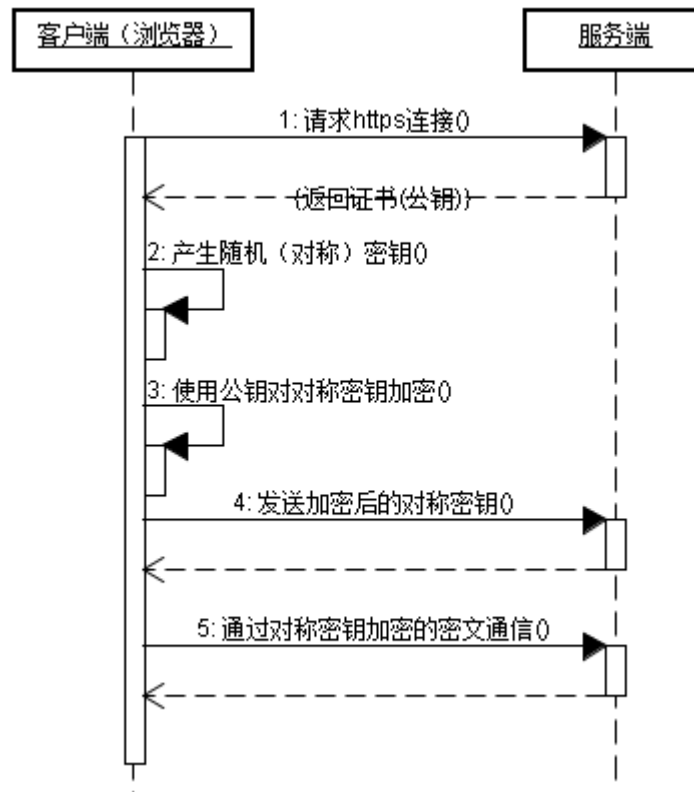 客户端（浏览器）
服务端
1: 请求https连接()
(返回证书(公钥))
2: 产生随机（对称）密钥()
3: 使用公钥对对称密钥加密()
4: 发送加密后的对称密钥()
5: 通过对称密钥加密的密文通信()